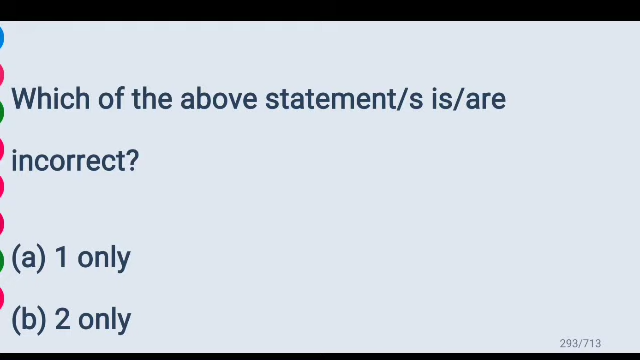 Which of the above statement/s is/are
incorrect?
(a) 1 only
(b) 2 only
293/713